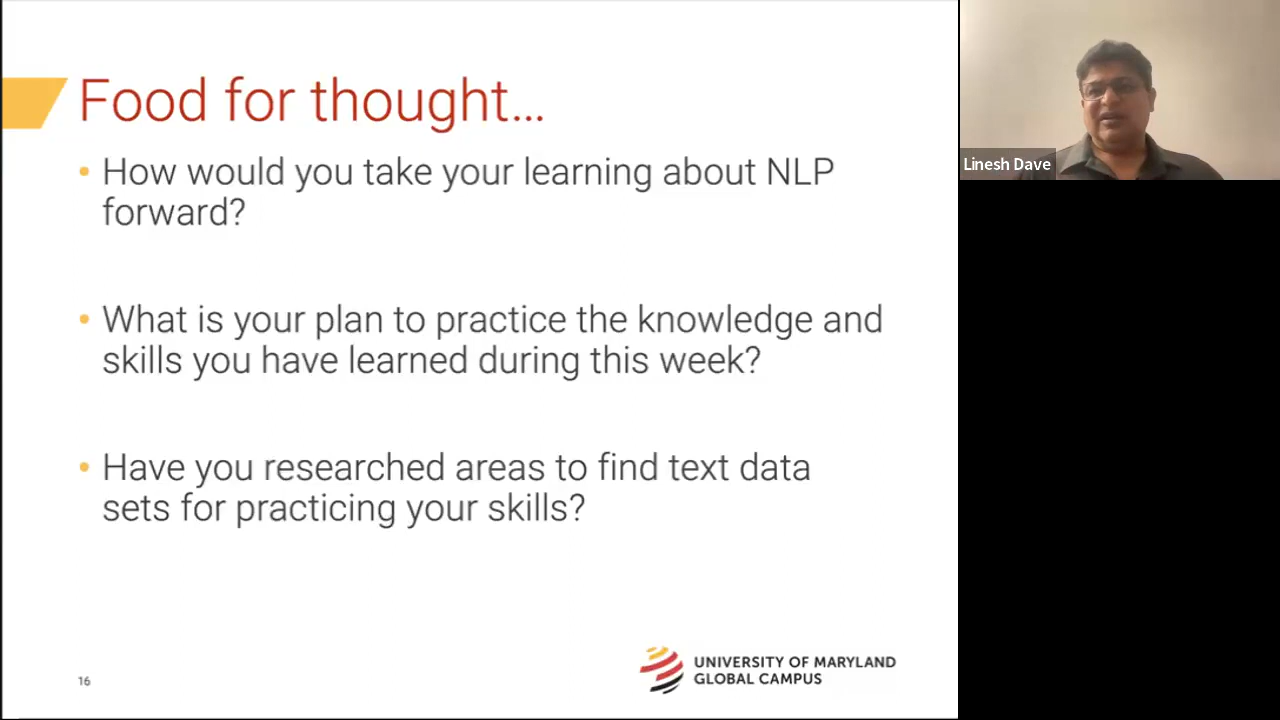 Food for thought...
• How would you take your learning about NLP
forward?
• What is your plan to practice the knowledge and
skills you have learned during this week?
• Have you researched areas to find text data
sets for practicing your skills?
16
UNIVERSITY OF MARYLAND
GLOBAL CAMPUS
Linesh Dave